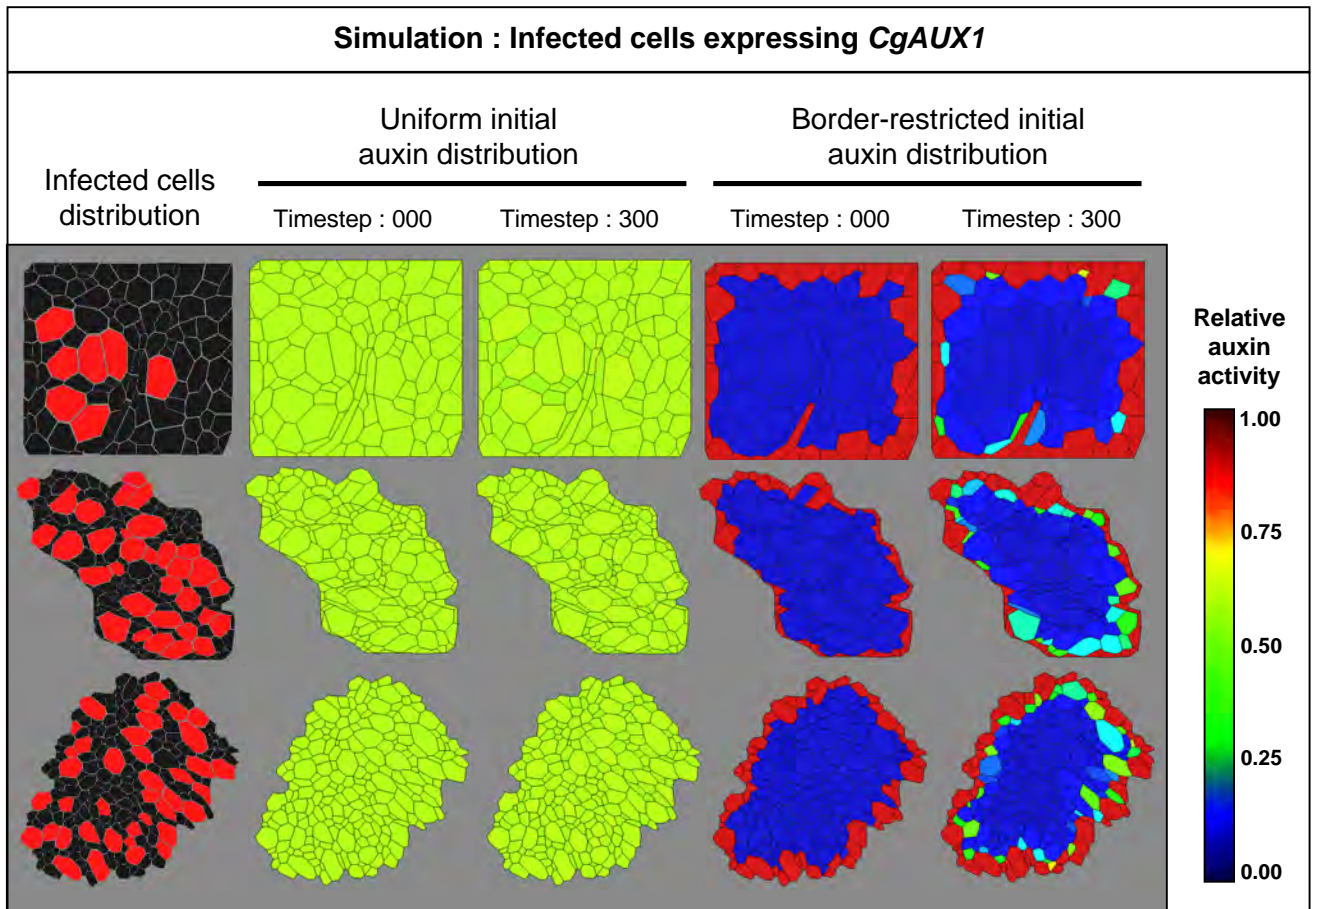 Simulation : Infected cells expressing CgAUX1
Infected cells
distribution
Uniform initial
auxin distribution
Timestep : 000
Timestep : 300
Border-restricted initial
auxin distribution
Timestep : 000
Timestep : 300
Relative
auxin
activity
1.00
0.75
0.50
0.25
0.00